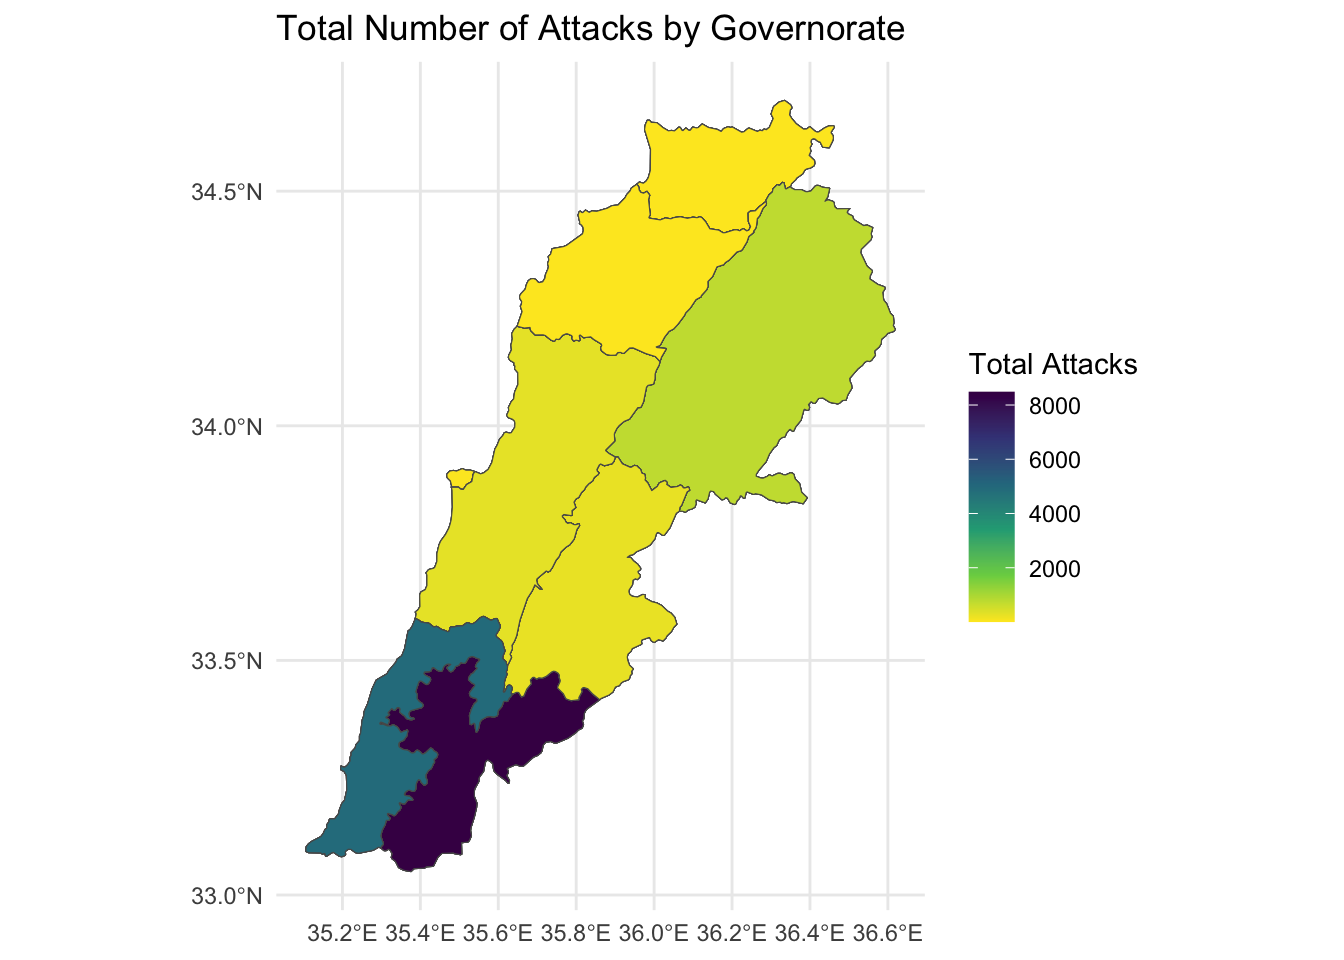 Total Number of Attacks by Governorate
34.5°N
34.0°N
33.5°N
33.0°N
35.2°E 35.4°E 35.6°E 35.8°E 36.0°E 36.2°E 36.4°E 36.6°E
Total Attacks
8000
6000
4000
2000